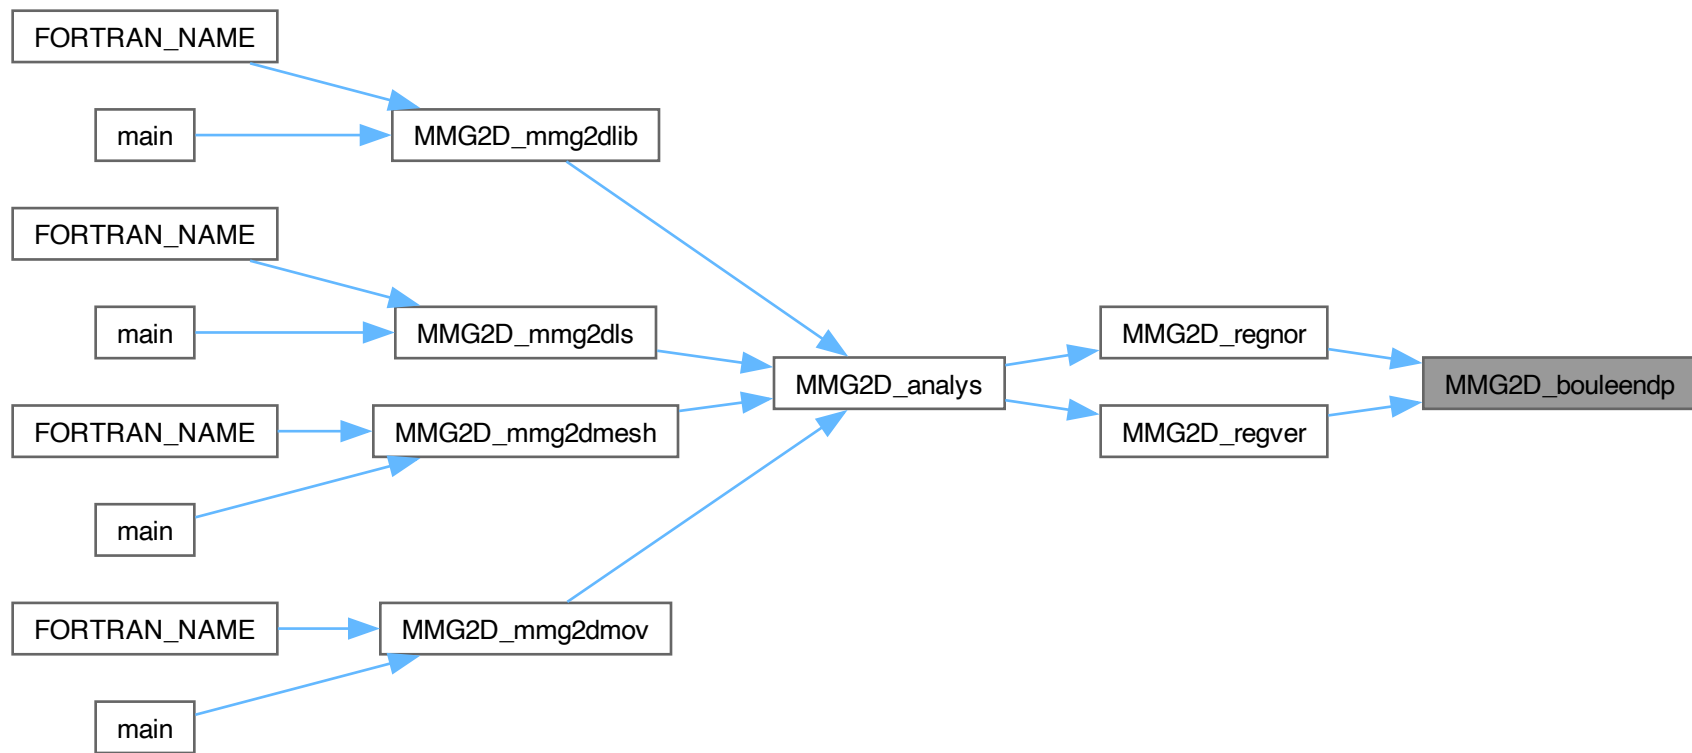 FORTRAN_NAME
main
MMG2D_mmg2dlib
FORTRAN_NAME
main
MMG2D_mmg2dls
MMG2D_regnor
MMG2D_analys
MMG2D_bouleendp
FORTRAN_NAME
MMG2D_mmg2dmesh
MMG2D_regver
main
FORTRAN_NAME
MMG2D_mmg2dmov
main